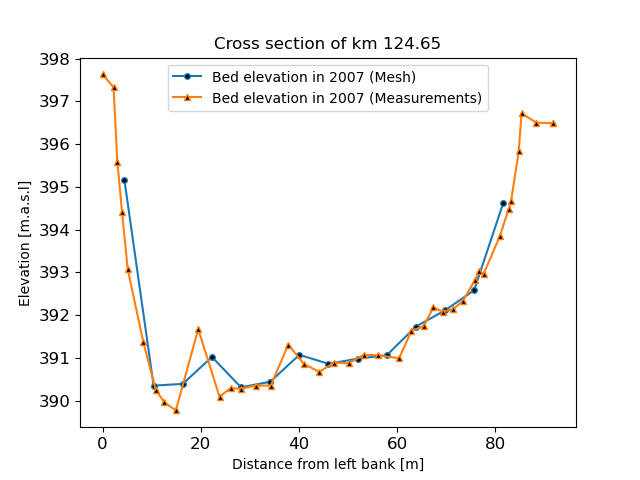 Cross section of km 124.65
Bed elevation in 2007 (Mesh)
Bed elevation in 2007 (Measurements)
Elevation [m.a.s.l]
398
397
396
395
394
393
392
391
390
0 20 40 60 80
Distance from left bank [m]